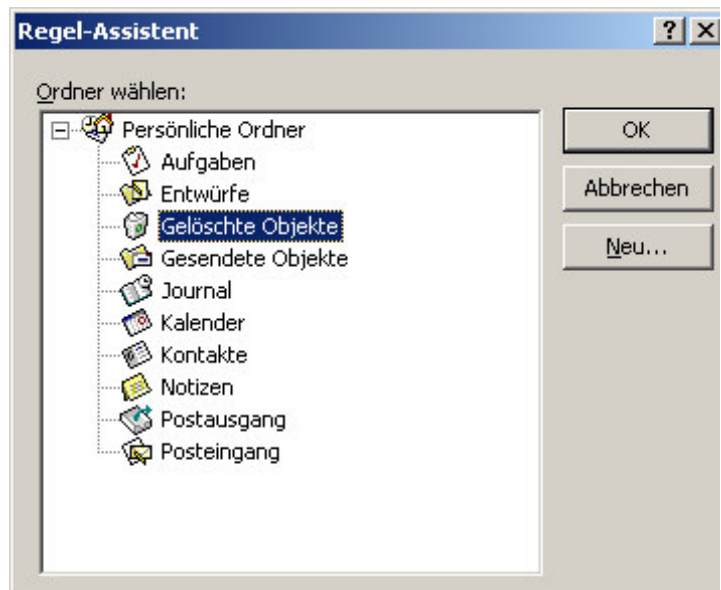 Regel-Assistent
Ordner wählen:
Persönliche Ordner
Aufgaben
Entwürfe
Gelöschte Objekte
Gesendete Objekte
Journal
Kalender
Kontakte
Notizen
Postausgang
Posteingang
OK
Abbrechen
Neu...